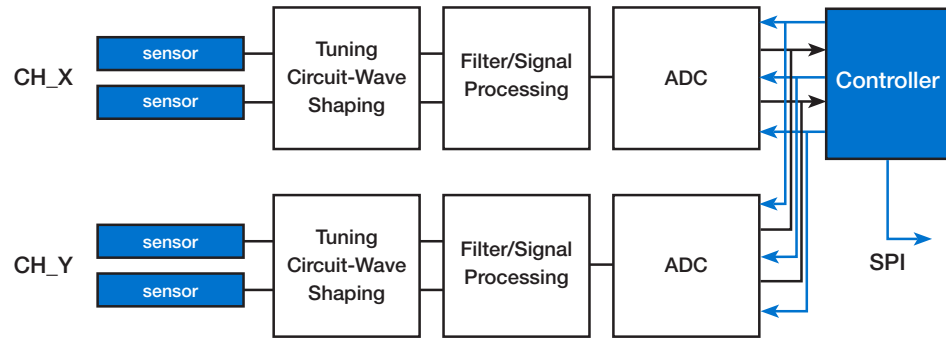 CH_X
sensor
sensor
Tuning
Circuit-Wave
Shaping
Filter/Signal
Processing
ADC
Controller
CH_Y
sensor
sensor
Tuning
Circuit-Wave
Shaping
Filter/Signal
Processing
ADC
SPI